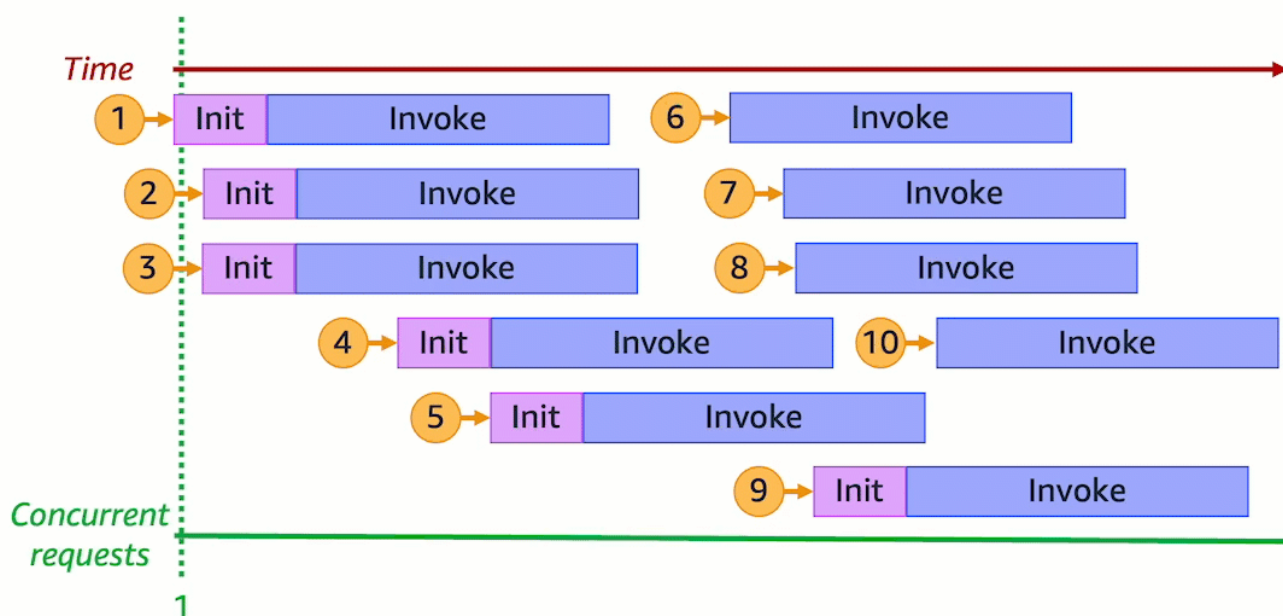 Time
1 Init Invoke 6 Invoke
2 Init Invoke 7 Invoke
3 Init Invoke 8 Invoke
4 Init Invoke 10 Invoke
5 Init Invoke
9 Init Invoke
Concurrent
requests
1